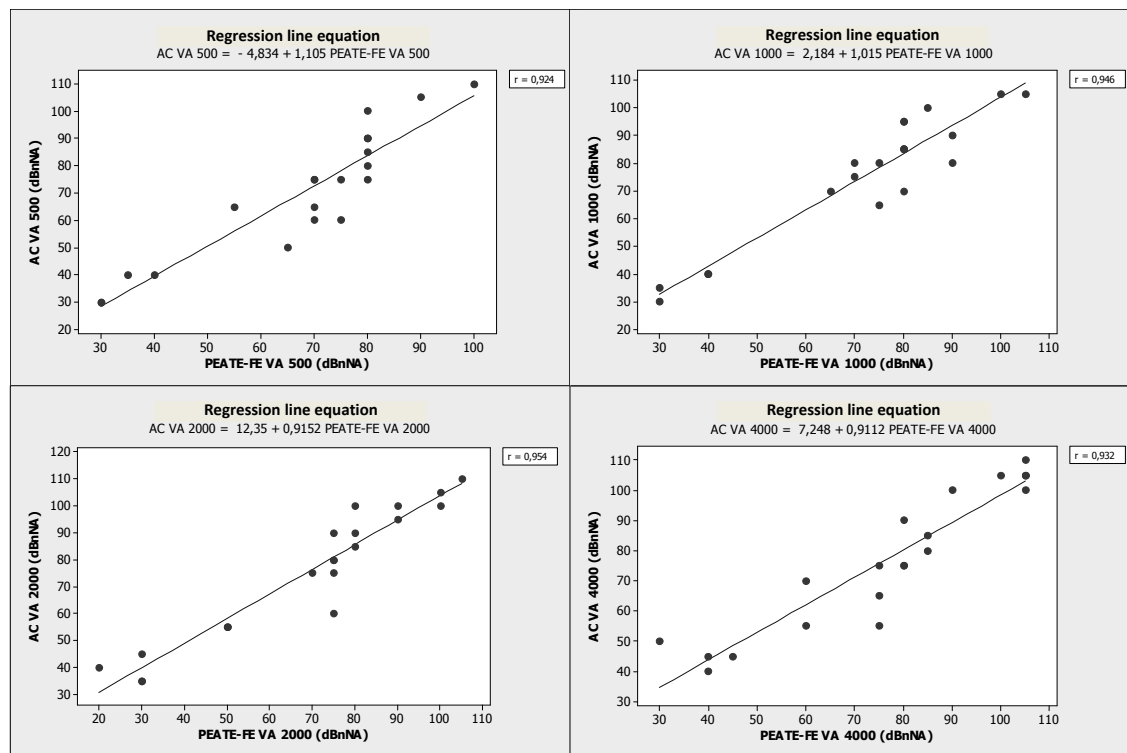 Regression line equation
AC VA 500 = - 4,834 + 1,105 PEATE-FE VA 500
r = 0,924
110
100
90
80
70
60
50
40
30
20
AC VA 500 (dBnNA)
30 40 50 60 70 80 90 100
PEATE-FE VA 500 (dBnNA)
Regression line equation
AC VA 1000 = 2,184 + 1,015 PEATE-FE VA 1000
r = 0,946
110
100
90
80
70
60
50
40
30
20
AC VA 1000 (dBnNA)
30 40 50 60 70 80 90 100 110
PEATE-FE VA 1000 (dBnNA)
Regression line equation
AC VA 2000 = 12,35 + 0,9152 PEATE-FE VA 2000
r = 0,954
120
110
100
90
80
70
60
50
40
30
AC VA 2000 (dBnNA)
20 30 40 50 60 70 80 90 100 110
PEATE-FE VA 2000 (dBnNA)
Regression line equation
AC VA 4000 = 7,248 + 0,9112 PEATE-FE VA 4000
r = 0,932
110
100
90
80
70
60
50
40
30
AC VA 4000 (dBnNA)
30 40 50 60 70 80 90 100 110
PEATE-FE VA 4000 (dBnNA)